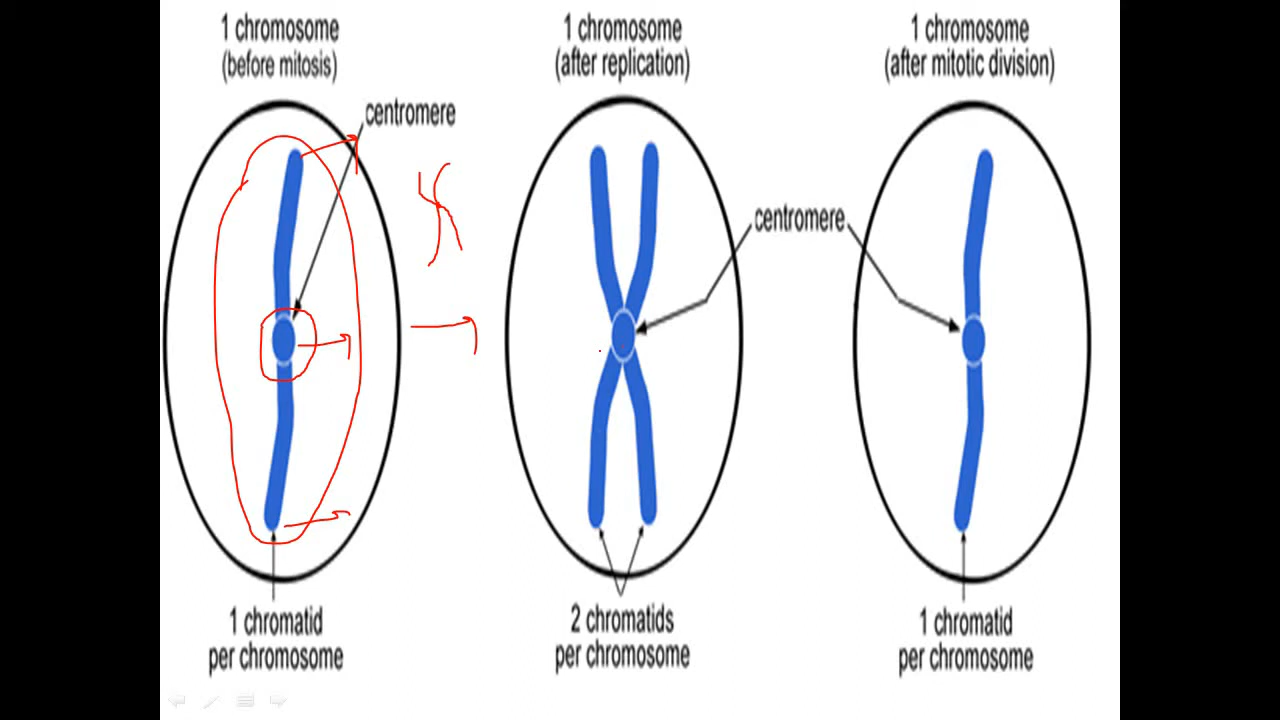 1 chromosome
(before mitosis)
1 chromosome
(after replication)
1 chromosome
(after mitotic division)
centromere
centromere
1 chromatid
per chromosome
2 chromatids
per chromosome
1 chromatid
per chromosome